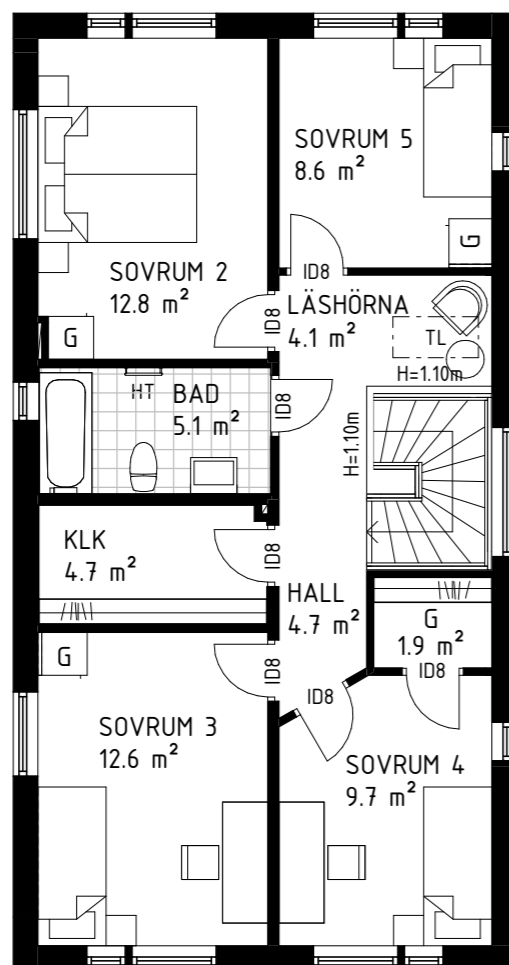 SOVRUM 5
8.6 m²
G
SOVRUM 2
12.8 m²
ID8
ID8
LÄSHÖRNA
4.1 m²
TL
H=1.10m
G
HT
BAD
5.1 m²
ID8
H=1.10m
KLK
4.7 m²
ID8
HALL
4.7 m²
G
1.9 m²
ID8
G
ID8
ID8
SOVRUM 3
12.6 m²
SOVRUM 4
9.7 m²